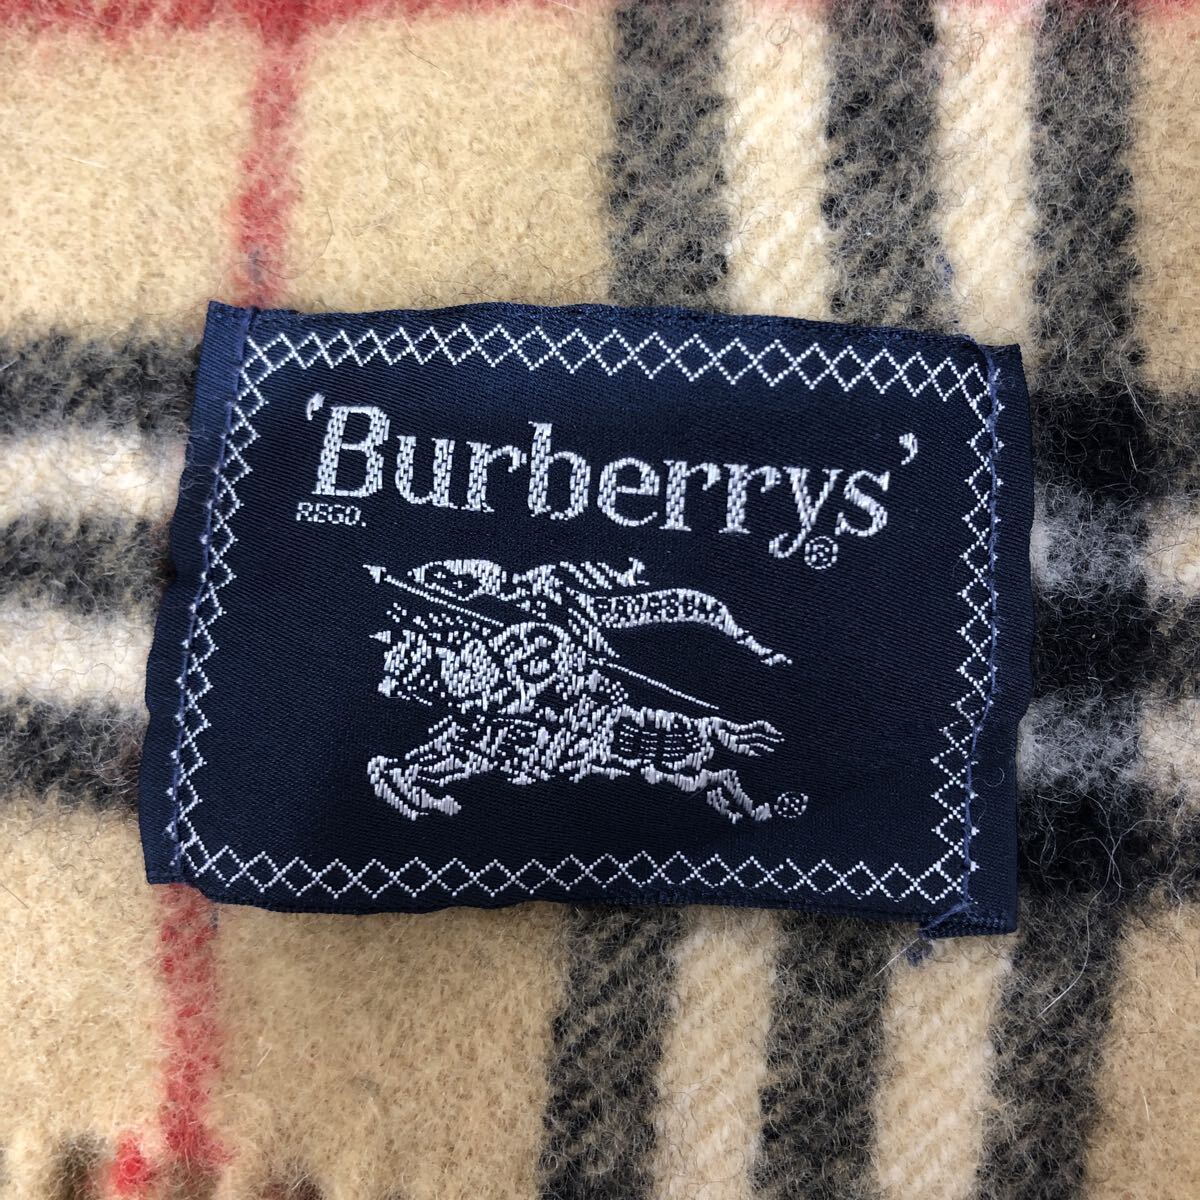 'Burberrys'
REGD. ®
®